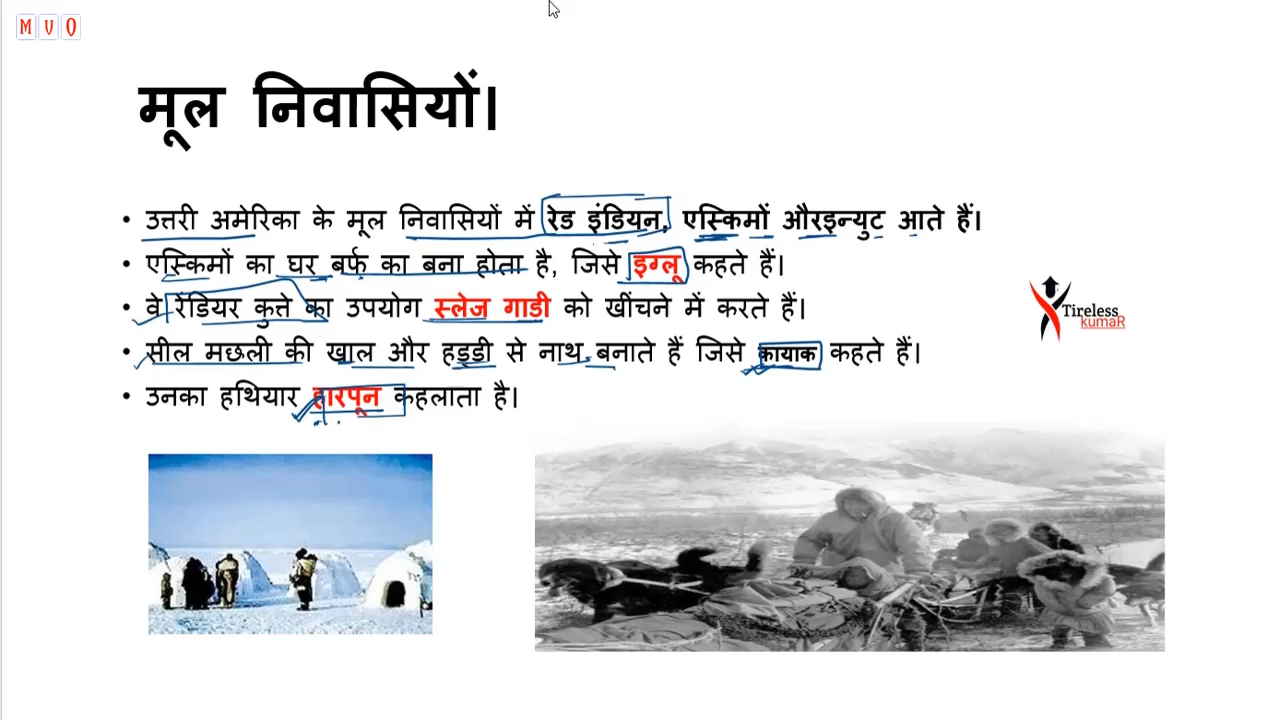 M V O
मूल निवासियों।
• उत्तरी अमेरिका के मूल निवासियों में रेड इंडियन, एस्किमों औरइन्युट आते हैं।
• एस्किमों का घर बर्फ का बना होता है, जिसे इग्लू कहते हैं।
• वे रेंडियर कुत्ते का उपयोग स्लेज गाडी को खींचने में करते हैं।
• सील मछली की खाल और हड्डी से नाथ बनाते हैं जिसे कायाक कहते हैं।
• उनका हथियार हारपून कहलाता है।
Tireless
kumaR